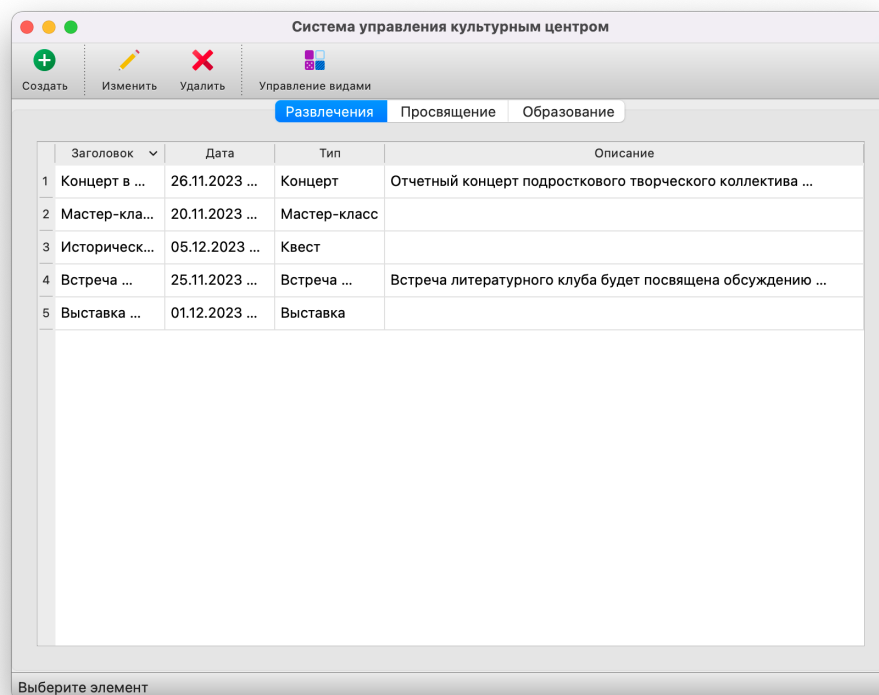 Система управления культурным центром
Создать Изменить Удалить Управление видами
Развлечения Просвящение Образование
Заголовок Дата Тип Описание
1 Концерт в ... 26.11.2023 ... Концерт Отчетный концерт подросткового творческого коллектива ...
2 Мастер-кла... 20.11.2023 ... Мастер-класс
3 Историческ... 05.12.2023 ... Квест
4 Встреча ... 25.11.2023 ... Встреча ... Встреча литературного клуба будет посвящена обсуждению ...
5 Выставка ... 01.12.2023 ... Выставка
Выберите элемент